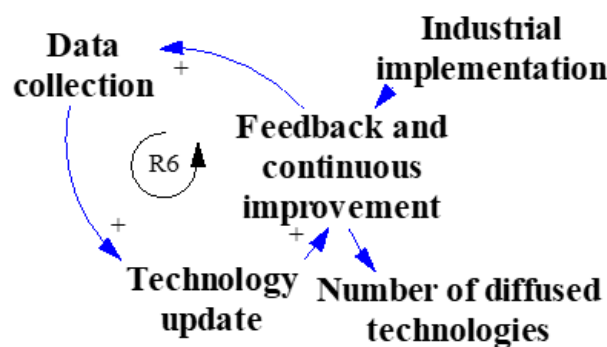 Data
collection
Industrial
implementation
+
R6
Feedback and
continuous
improvement
+
+
Technology
update
Number of diffused
technologies